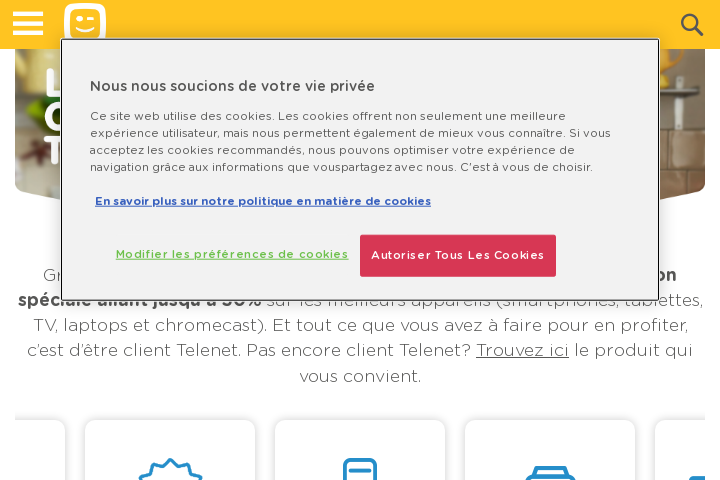 Nous nous soucions de votre vie privée
Ce site web utilise des cookies. Les cookies offrent non seulement une meilleure
expérience utilisateur, mais nous permettent également de mieux vous connaître. Si vous
acceptez les cookies recommandés, nous pouvons optimiser votre expérience de
navigation grâce aux informations que vouspartagez avec nous. C'est à vous de choisir.
En savoir plus sur notre politique en matière de cookies
Modifier les préférences de cookies
Autoriser Tous Les Cookies
spéciale allant jusqu'à 50% sur les meilleurs appareils (smartphones, tablettes,
TV, laptops et chromecast). Et tout ce que vous avez à faire pour en profiter,
c'est d'être client Telenet. Pas encore client Telenet? Trouvez ici le produit qui
vous convient.